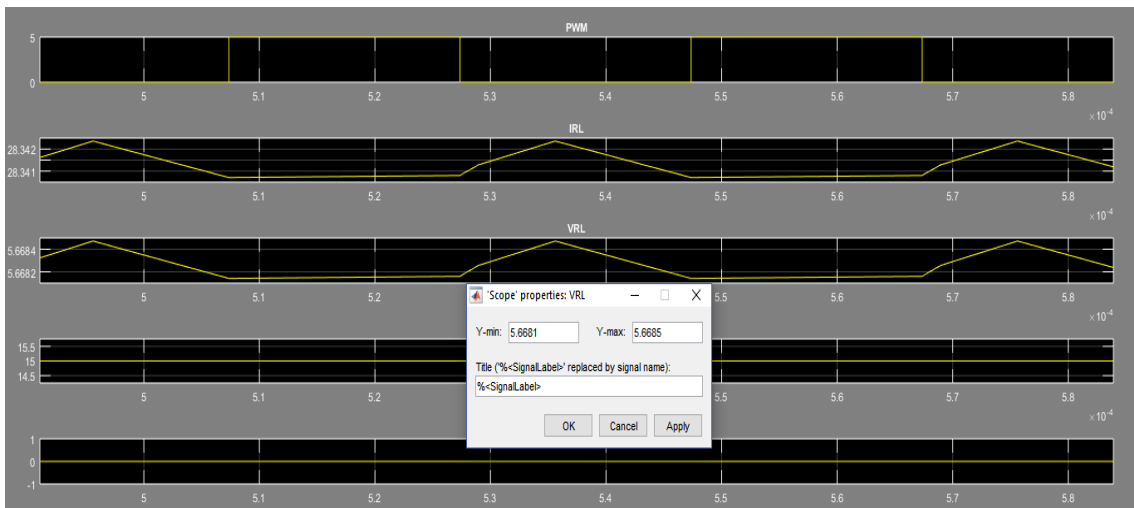 PWM
5
0
5 5.1 5.2 5.3 5.4 5.5 5.6 5.7 5.8
×10-4
IRL
28.342
28.341
5 5.1 5.2 5.3 5.4 5.5 5.6 5.7 5.8
×10-4
VRL
5.6684
5.6682
5 5.2 5.5 5.6 5.7 5.8
×10-4
'Scope' properties: VRL
Y-min: 5.6681 Y-max: 5.6685
Title ('%<SignalLabel>' replaced by signal name):
%<SignalLabel>
OK Cancel Apply
15.5
15
14.5
5 5.1 5.2 5.5 5.6 5.7 5.8
×10-4
1
0
-1
5 5.1 5.2 5.3 5.4 5.5 5.6 5.7 5.8